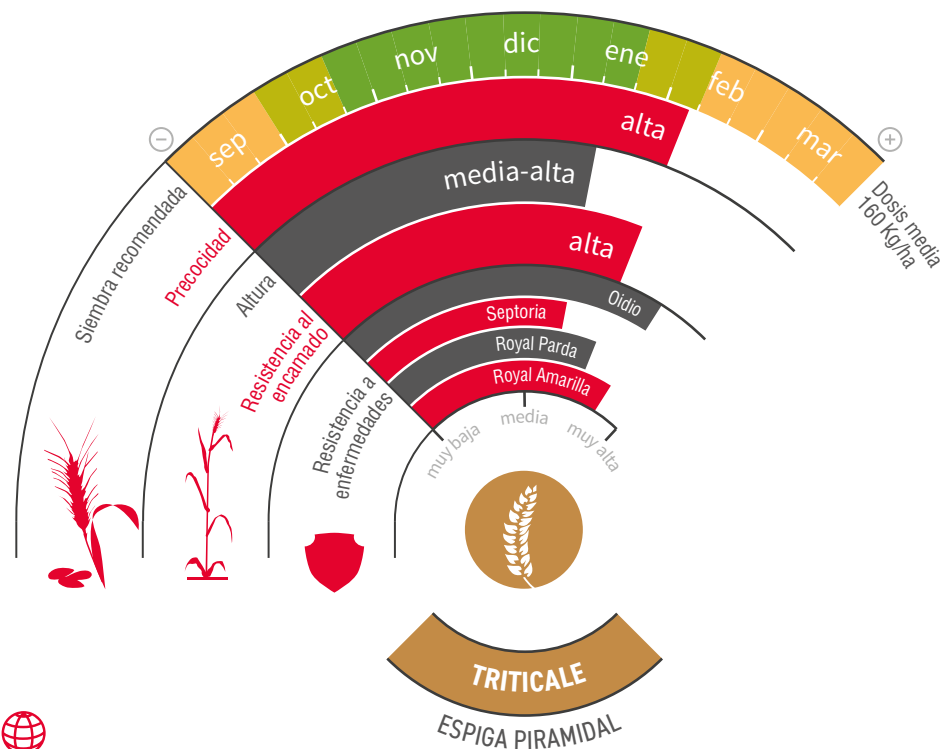 sep
oct
nov
dic
ene
feb
mar
Dosis media
160 Kg/ha
Siembra recomendada
Precocidad
alta
Altura
media-alta
Resistencia al
encamado
alta
Resistencia a
enfermedades
Oidio
Septoria
Royal Parda
Royal Amarilla
muy baja
media
muy alta
TRITICALE
ESPIGA PIRAMIDAL